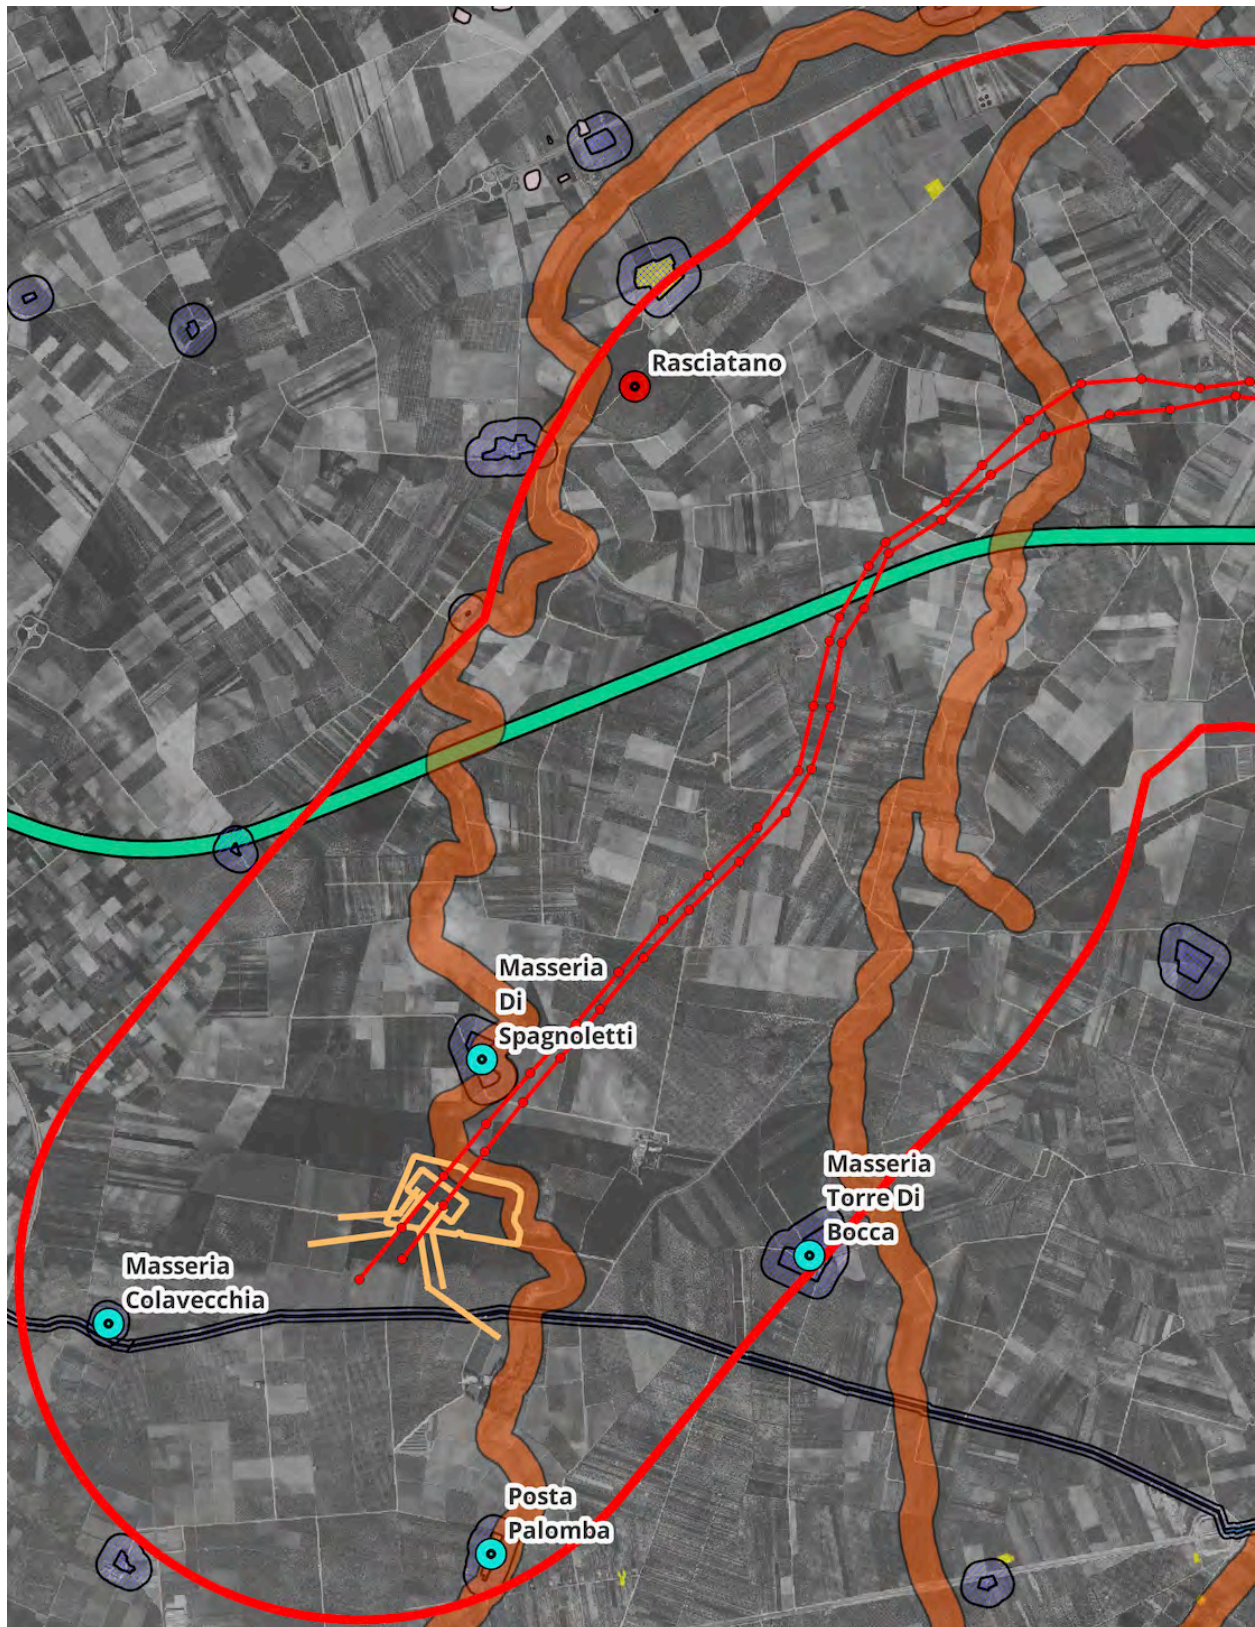 Rasciatano
Masseria
Di
Spagnoletti
Masseria
Torre Di
Bocca
Masseria
Colavecchia
Posta
Palomba